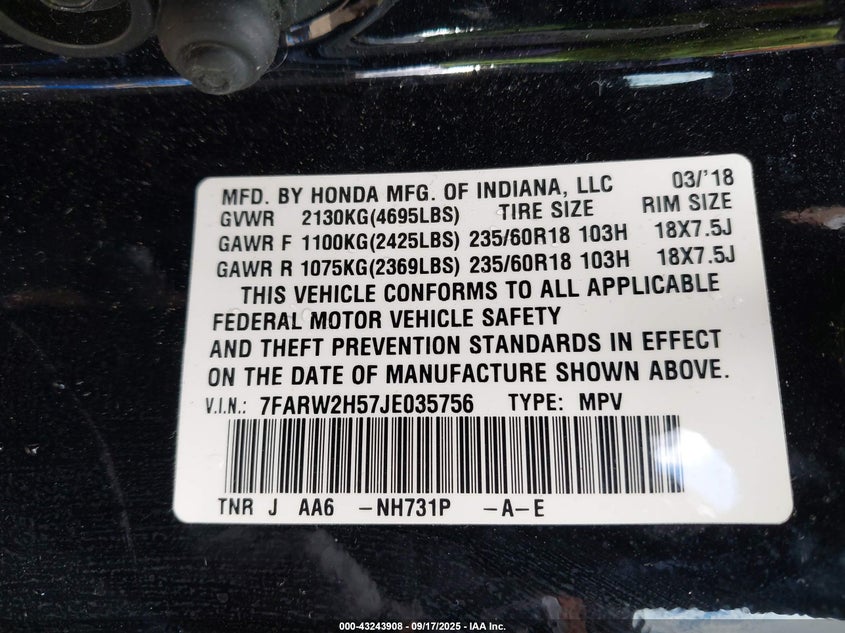 MFD. BY HONDA MFG. OF INDIANA, LLC 03/'18
GVWR 2130KG(4695LBS) TIRE SIZE RIM SIZE
GAWR F 1100KG(2425LBS) 235/60R18 103H 18X7.5J
GAWR R 1075KG(2369LBS) 235/60R18 103H 18X7.5J
THIS VEHICLE CONFORMS TO ALL APPLICABLE
FEDERAL MOTOR VEHICLE SAFETY
AND THEFT PREVENTION STANDARDS IN EFFECT
ON THE DATE OF MANUFACTURE SHOWN ABOVE.
V.I.N.: 7FARW2H57JE035756 TYPE: MPV
TNR J AA6 -NH731P -A-E
000-43243908 - 09/17/2025 - IAA Inc.